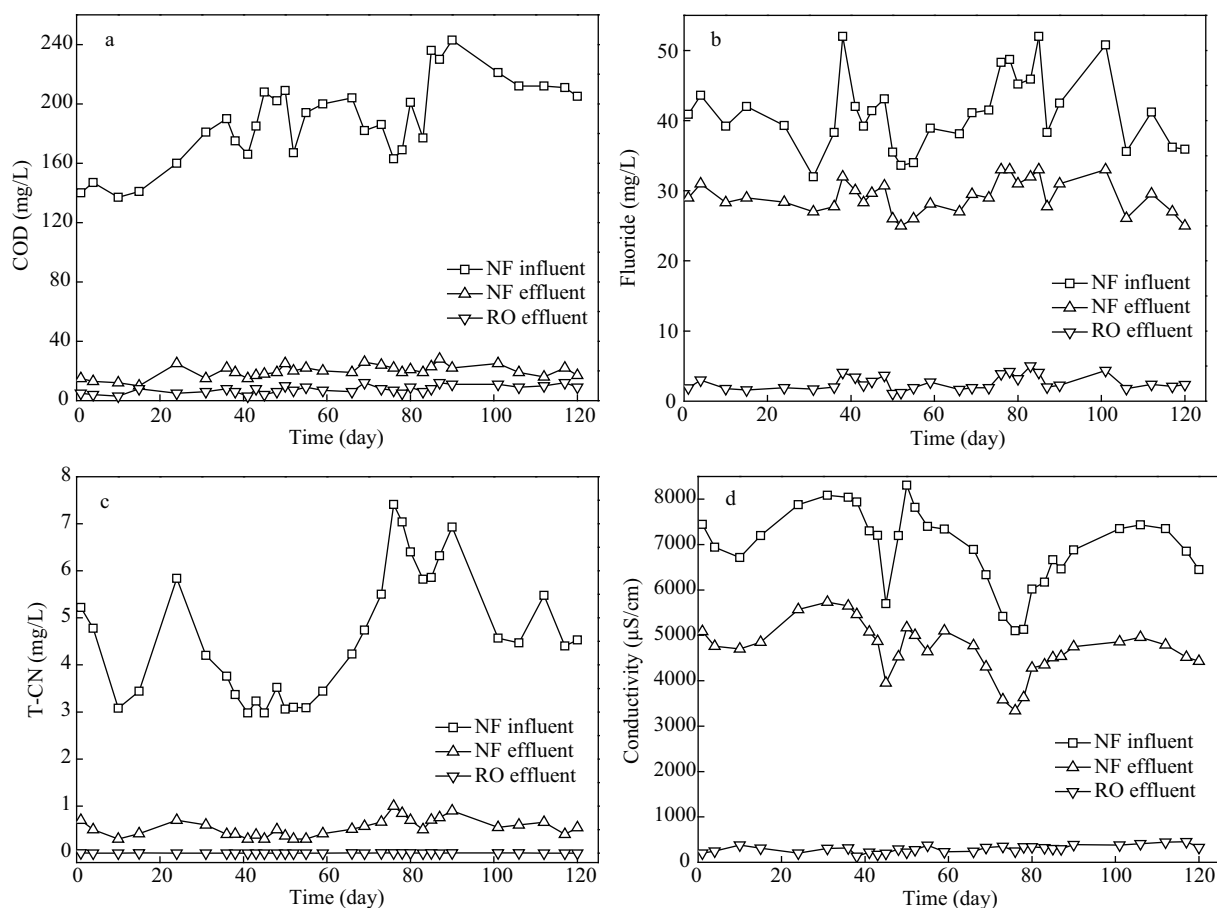 a
COD (mg/L)
240
200
160
120
80
40
0
NF influent
NF effluent
RO effluent
0 20 40 60 80 100 120
Time (day)
b
Fluoride (mg/L)
50
40
30
20
10
0
NF influent
NF effluent
RO effluent
0 20 40 60 80 100 120
Time (day)
c
T-CN (mg/L)
8
7
6
5
4
3
2
1
0
NF influent
NF effluent
RO effluent
0 20 40 60 80 100 120
Time (day)
d
Conductivity (µS/cm)
8000
7000
6000
5000
4000
3000
2000
1000
0
NF influent
NF effluent
RO effluent
0 20 40 60 80 100 120
Time (day)